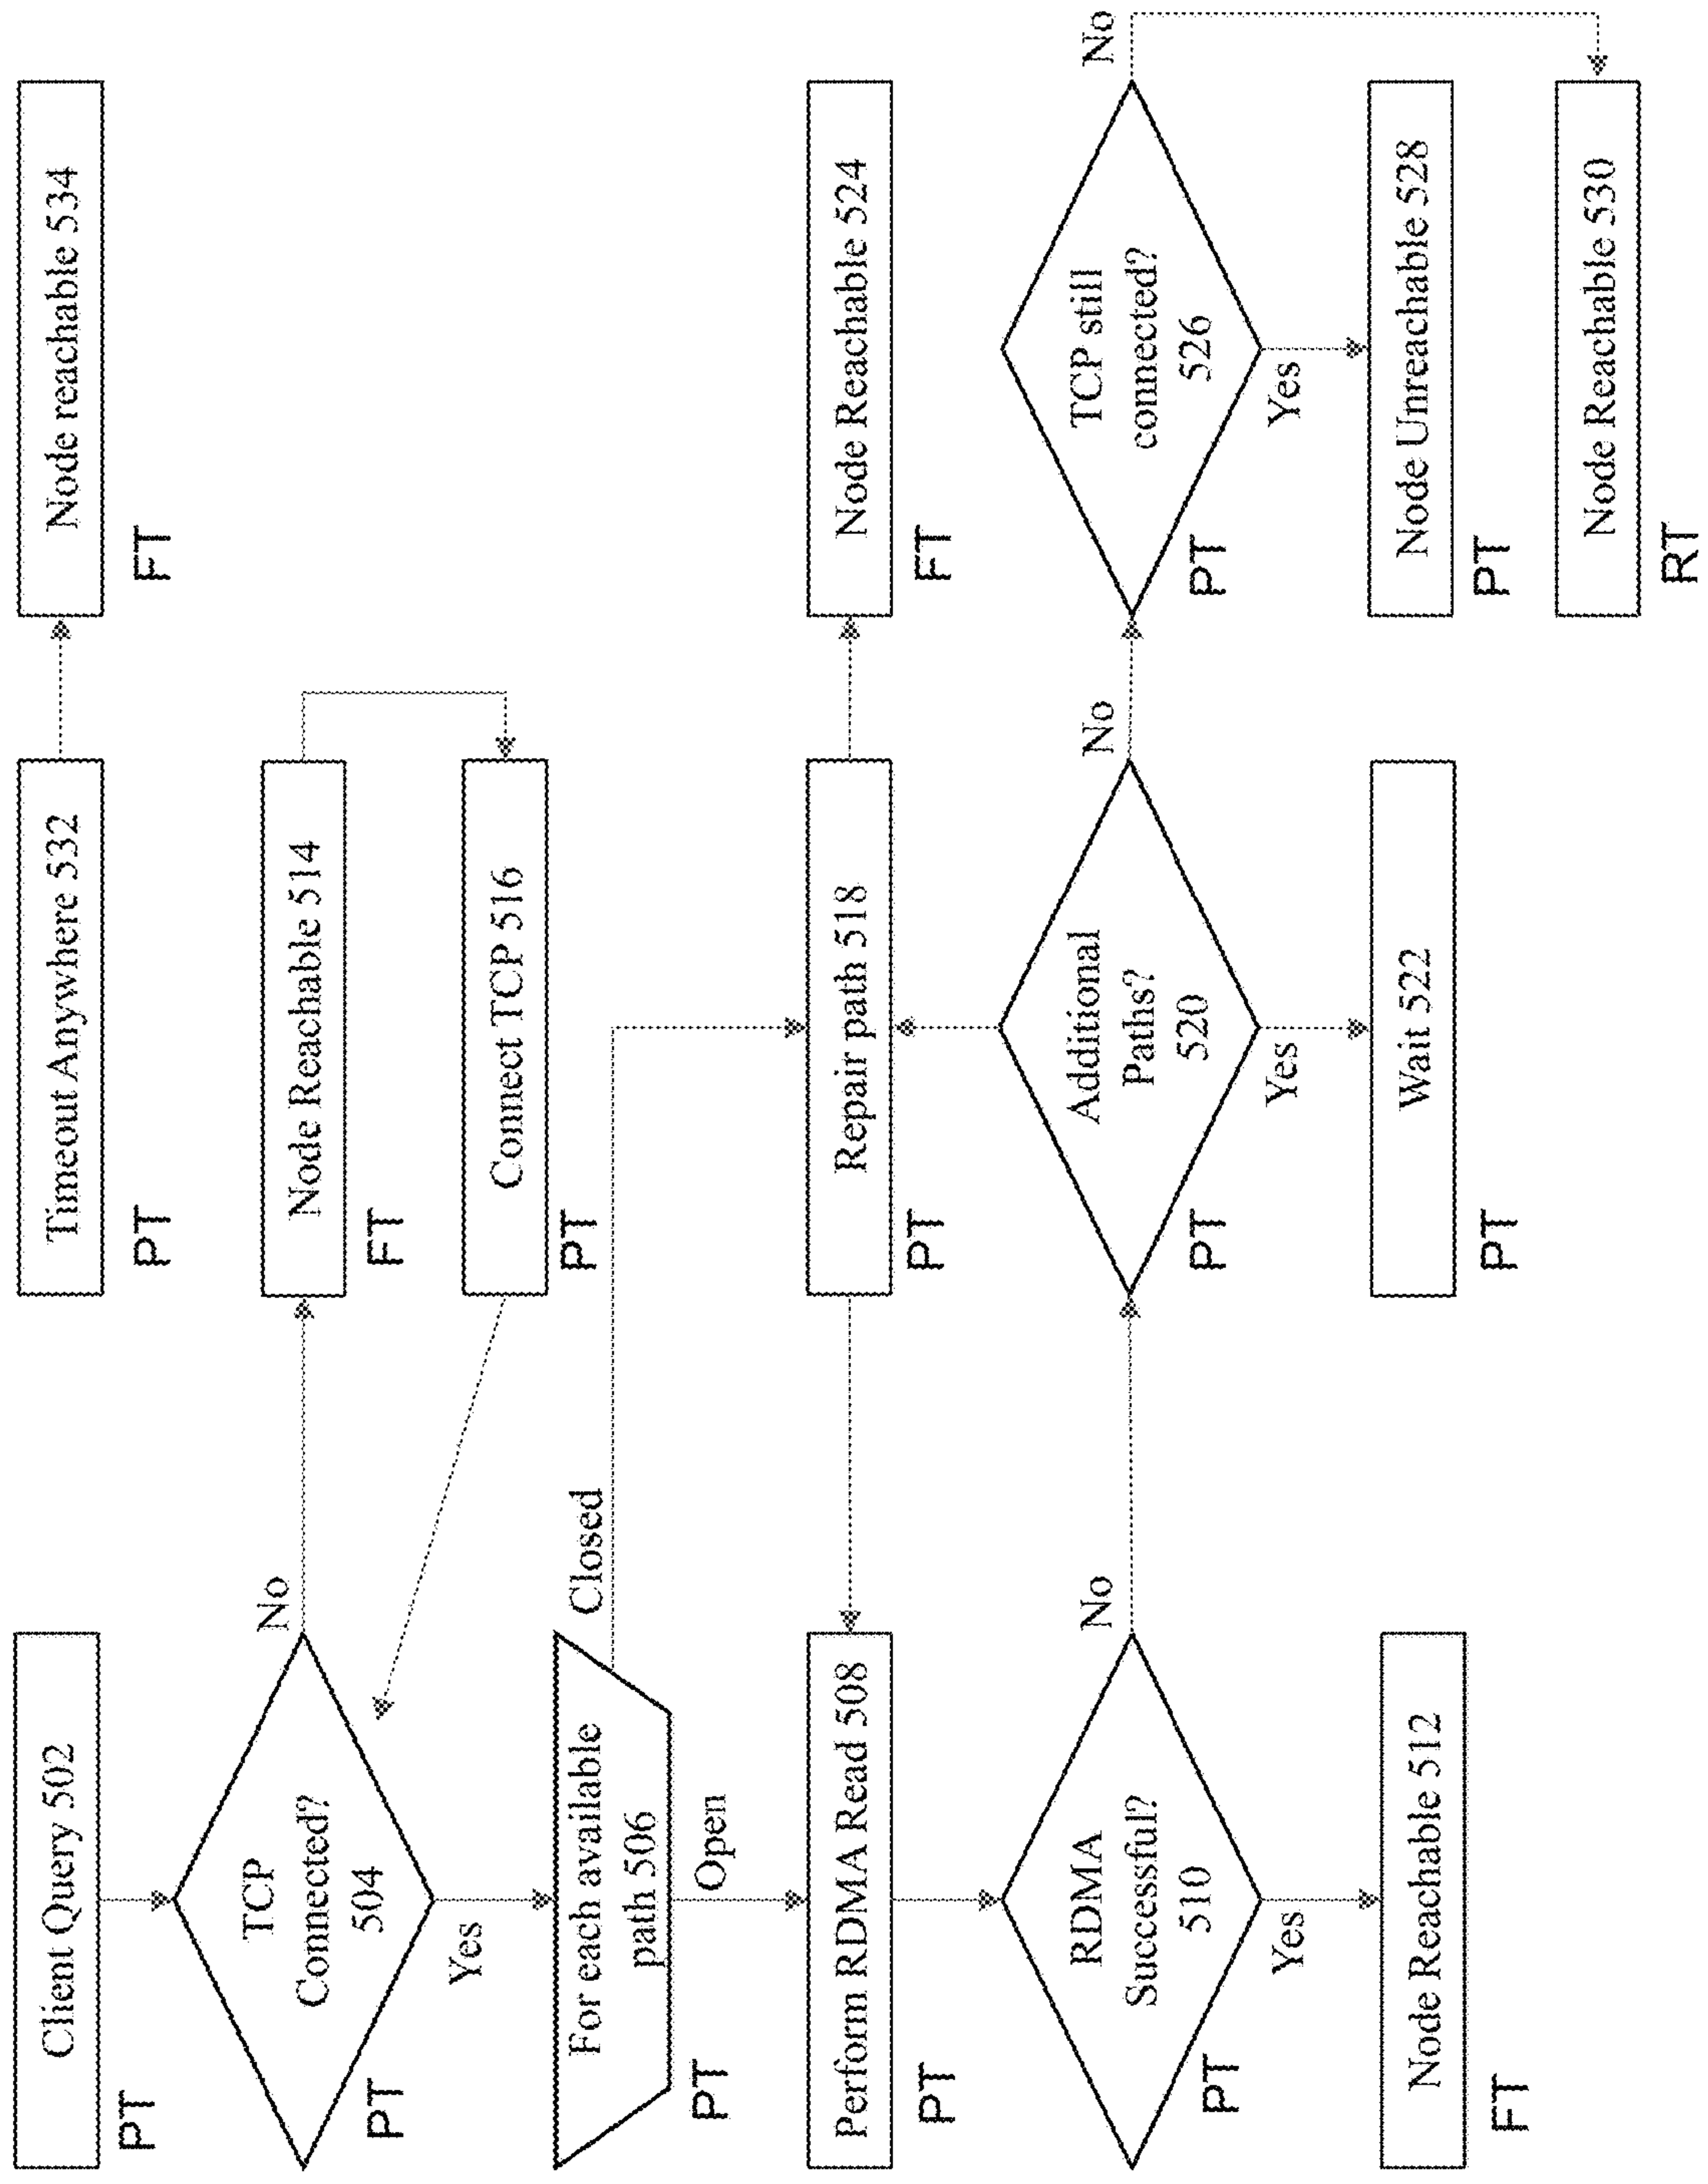 Client Query 502
PT
TCP
Connected?
504
PT
No
Yes
For each available
path 506
PT
Closed
Open
Perform RDMA Read 508
PT
RDMA
Successful?
510
PT
No
Yes
Node Reachable 512
FT
Timeout Anywhere 532
PT
Node Reachable 514
FT
Connect TCP 516
PT
Repair path 518
PT
Additional
Paths?
520
PT
No
Yes
Wait 522
PT
Node reachable 534
FT
Node Reachable 524
FT
TCP still
connected?
526
PT
No
Yes
Node Unreachable 528
PT
Node Reachable 530
RT